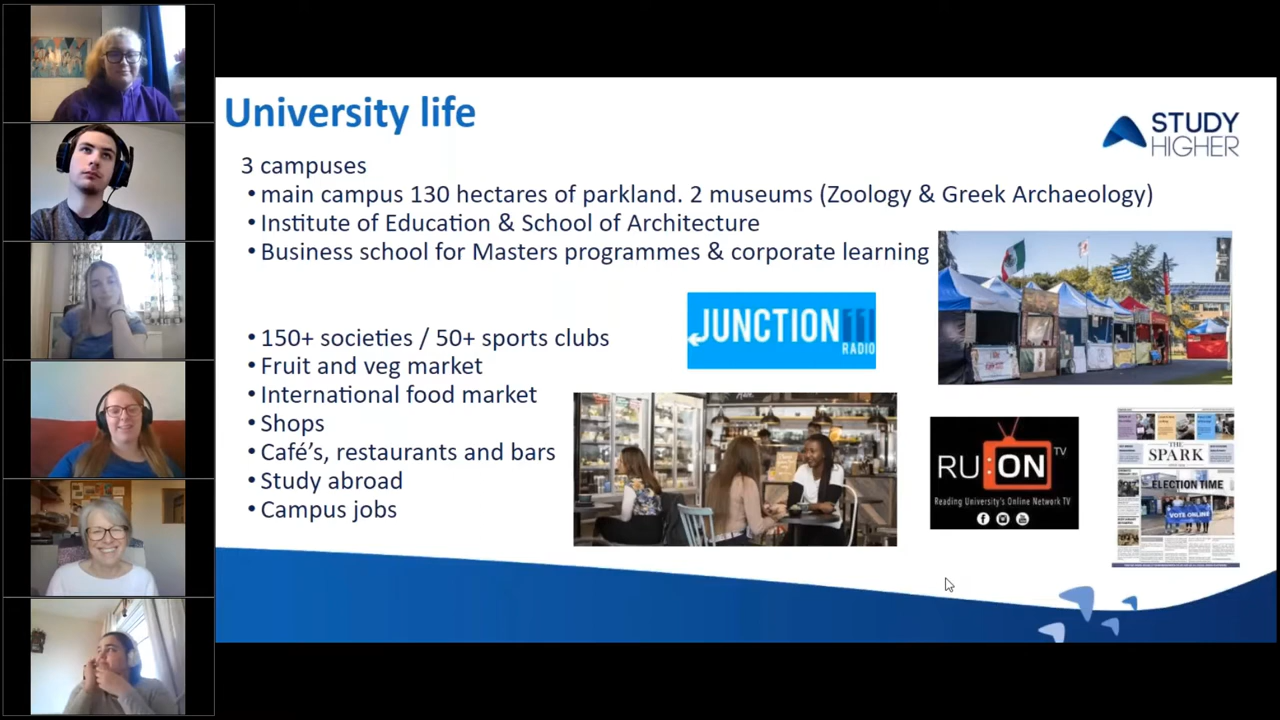 University life
STUDY
HIGHER
3 campuses
• main campus 130 hectares of parkland. 2 museums (Zoology & Greek Archaeology)
• Institute of Education & School of Architecture
• Business school for Masters programmes & corporate learning
JUNCTION 11
RADIO
• 150+ societies / 50+ sports clubs
• Fruit and veg market
• International food market
• Shops
• Café’s, restaurants and bars
• Study abroad
• Campus jobs
RU:ON TV
Reading University's Online Network TV
THE
SPARK
ELECTION TIME
VOTE ONLINE